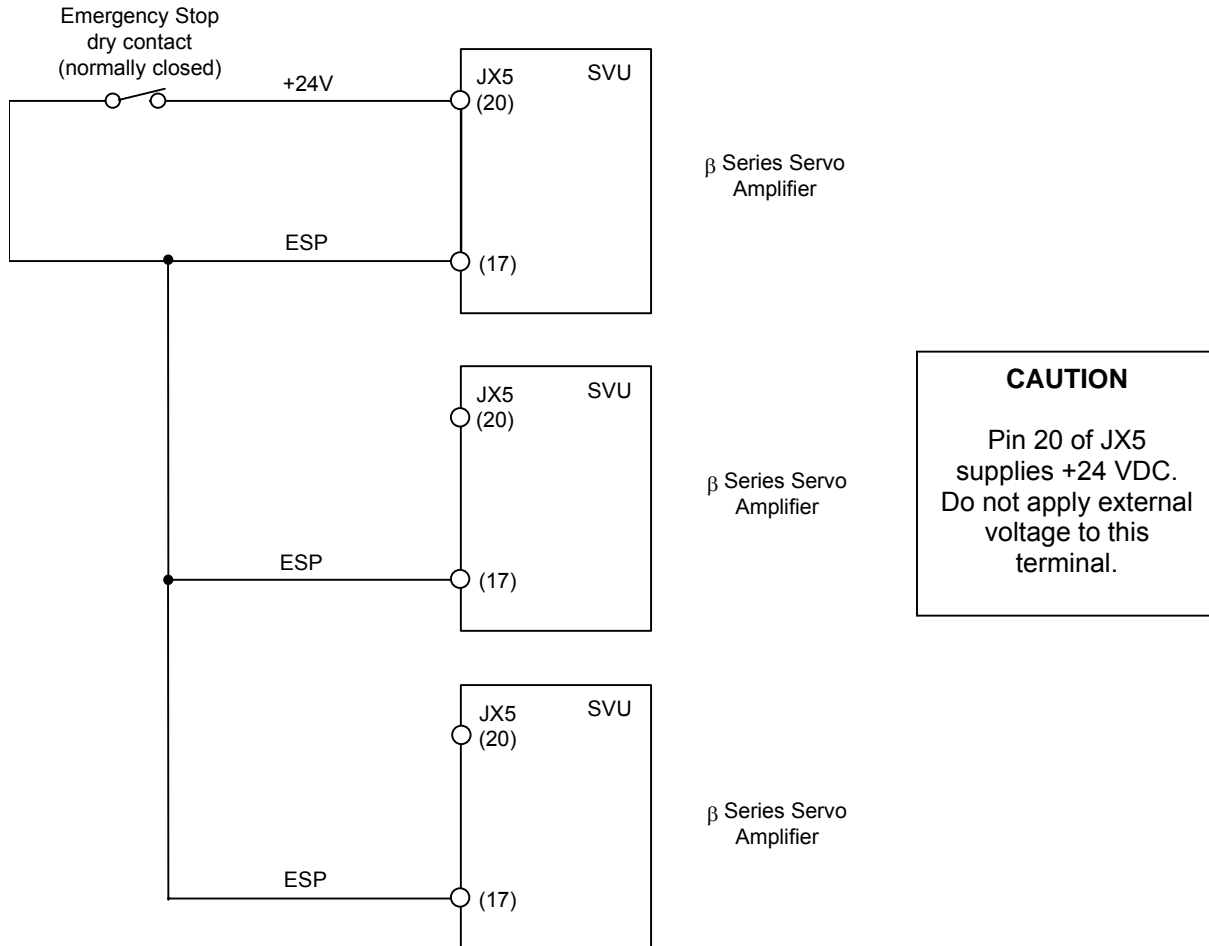 Emergency Stop
dry contact
(normally closed)
+24V
JX5
(20)
SVU
β Series Servo
Amplifier
ESP
(17)
JX5
(20)
SVU
β Series Servo
Amplifier
ESP
(17)
CAUTION
Pin 20 of JX5
supplies +24 VDC.
Do not apply external
voltage to this
terminal.
JX5
(20)
SVU
β Series Servo
Amplifier
ESP
(17)